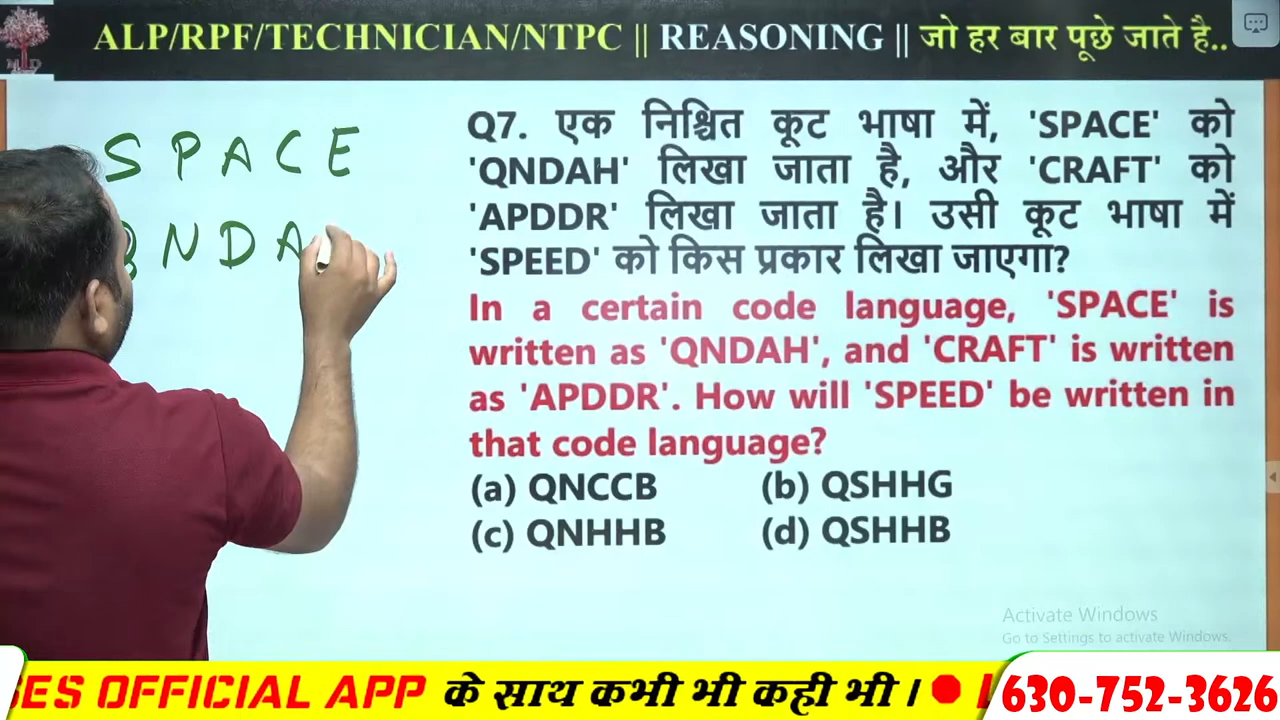 ALP/RPF/TECHNICIAN/NTPC || REASONING || जो हर बार पूछे जाते है..
S P A C E
Q N D A
Q7. एक निश्चित कूट भाषा में, 'SPACE' को
'QNDAH' लिखा जाता है, और 'CRAFT' को
'APDDR' लिखा जाता है। उसी कूट भाषा में
'SPEED' को किस प्रकार लिखा जाएगा?
In a certain code language, 'SPACE' is
written as 'QNDAH', and 'CRAFT' is written
as 'APDDR'. How will 'SPEED' be written in
that code language?
(a) QNCCB (b) QSHHG
(c) QNHHB (d) QSHHB
Activate Windows
Go to Settings to activate Windows.
OFFICIAL APP के साथ कभी भी कही भी ।
630-752-3626